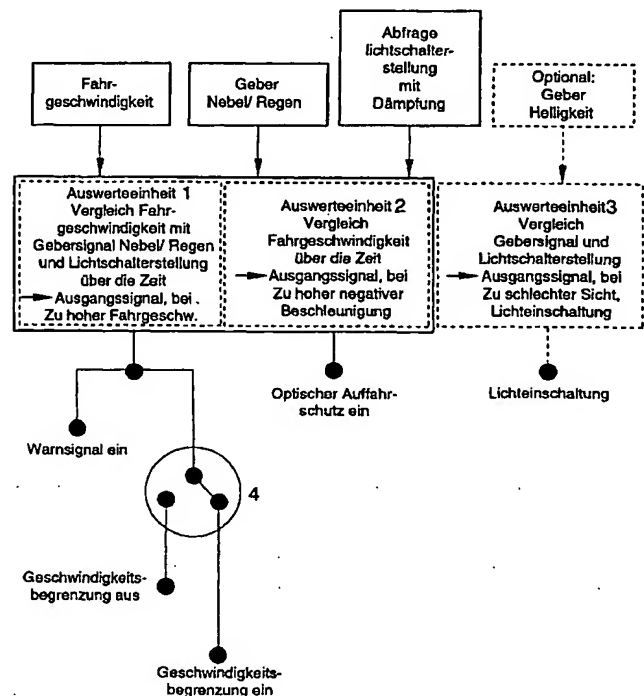 Fahr-
geschwindigkeit
Geber
Nebel/ Regen
Abfrage
lichtschalter-
stellung
mit
Dämpfung
Optional:
Geber
Helligkeit
Auswerteeinheit 1
Vergleich Fahr-
geschwindigkeit mit
Gebersignal Nebel/ Regen
und Lichtschalterstellung
über die Zeit
Ausgangssignal, bei .
Zu hoher Fahrgeschw.
Auswerteeinheit 2
Vergleich
Fahrgeschwindigkeit
über die Zeit
Ausgangssignal, bei
Zu hoher negativer
Beschleunigung
Auswerteeinheit 3
Vergleich
Gebersignal und
Lichtschalterstellung
Ausgangssignal, bei
Zu schlechter Sicht,
Lichteinschaltung
Optischer Auffahr-
schutz ein
Lichteinschaltung
Warnsignal ein
4
Geschwindigkeits-
begrenzung aus
Geschwindigkeits-
begrenzung ein